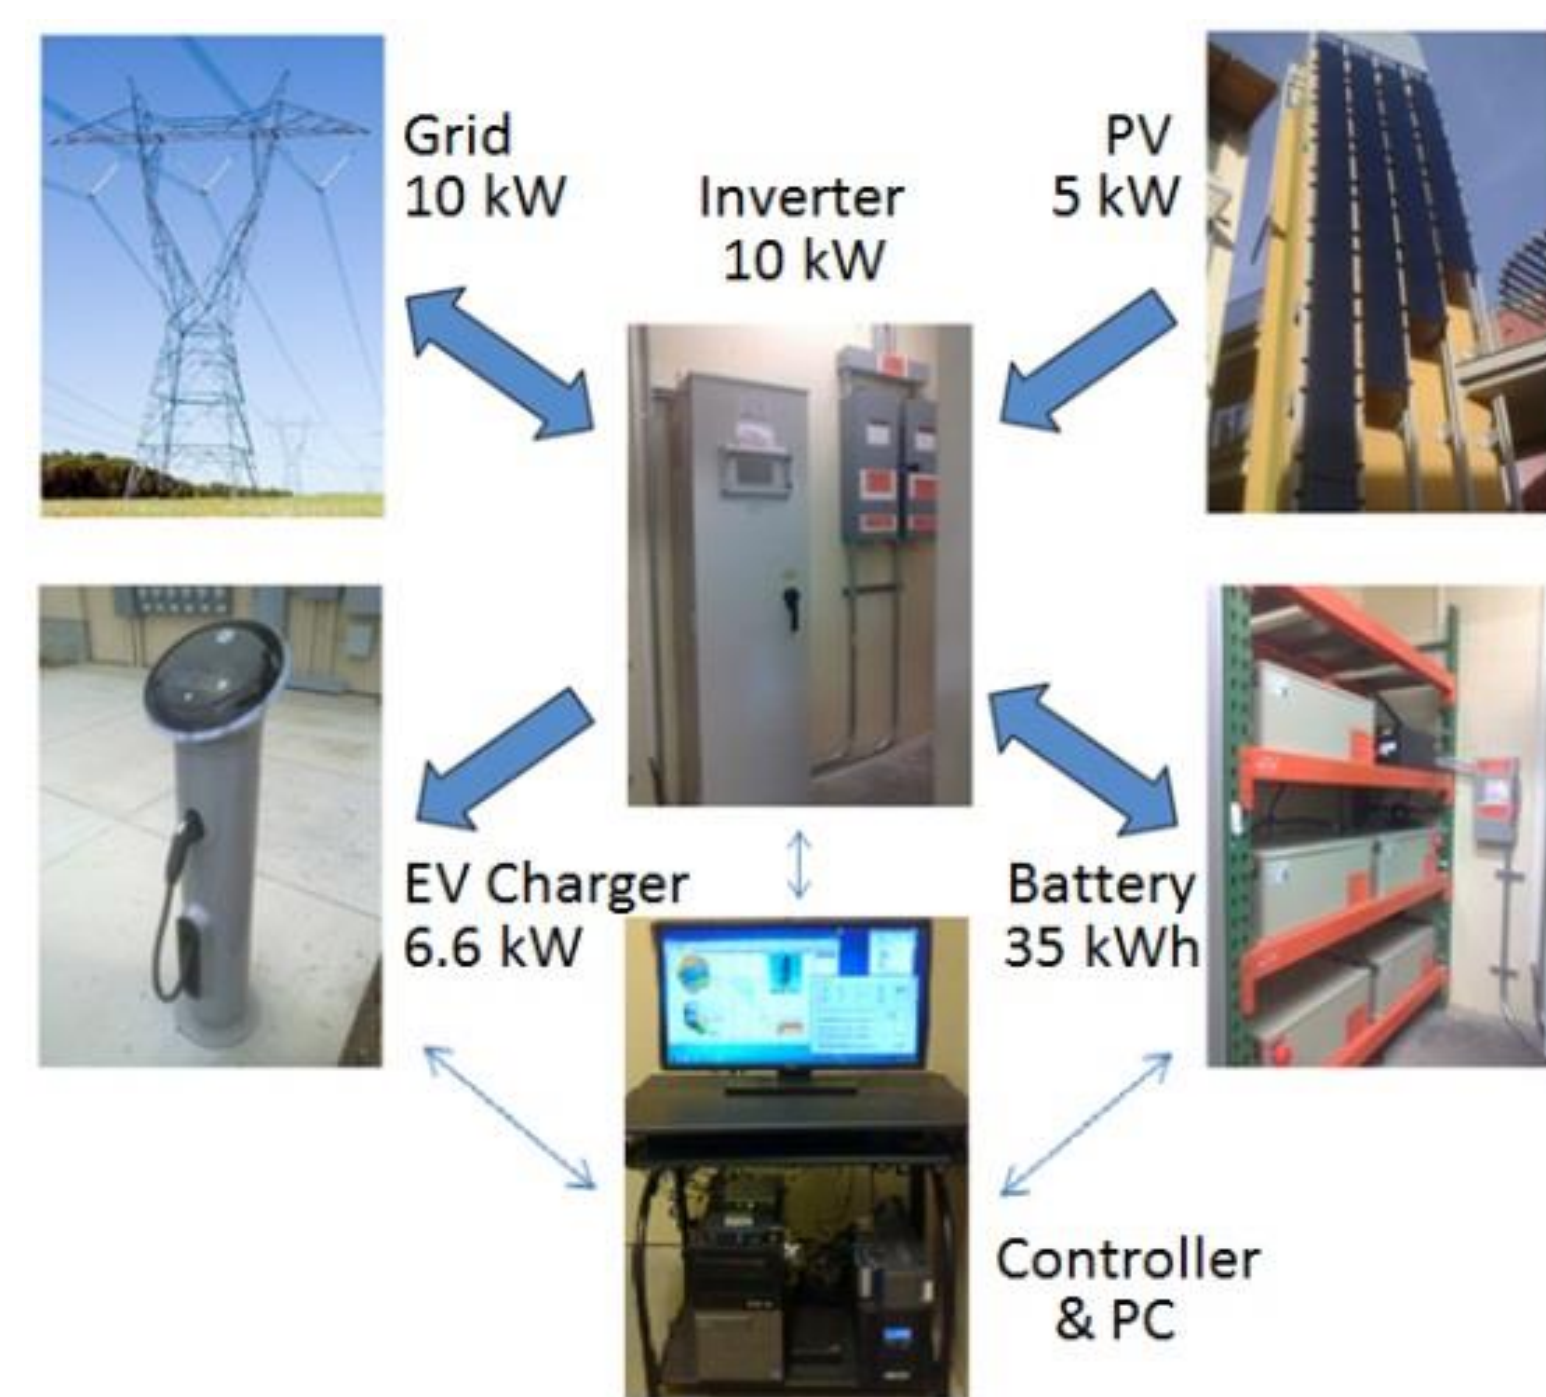 Grid
10 kW
Inverter
10 kW
PV
5 kW
EV Charger
6.6 kW
Battery
35 kWh
Controller
& PC